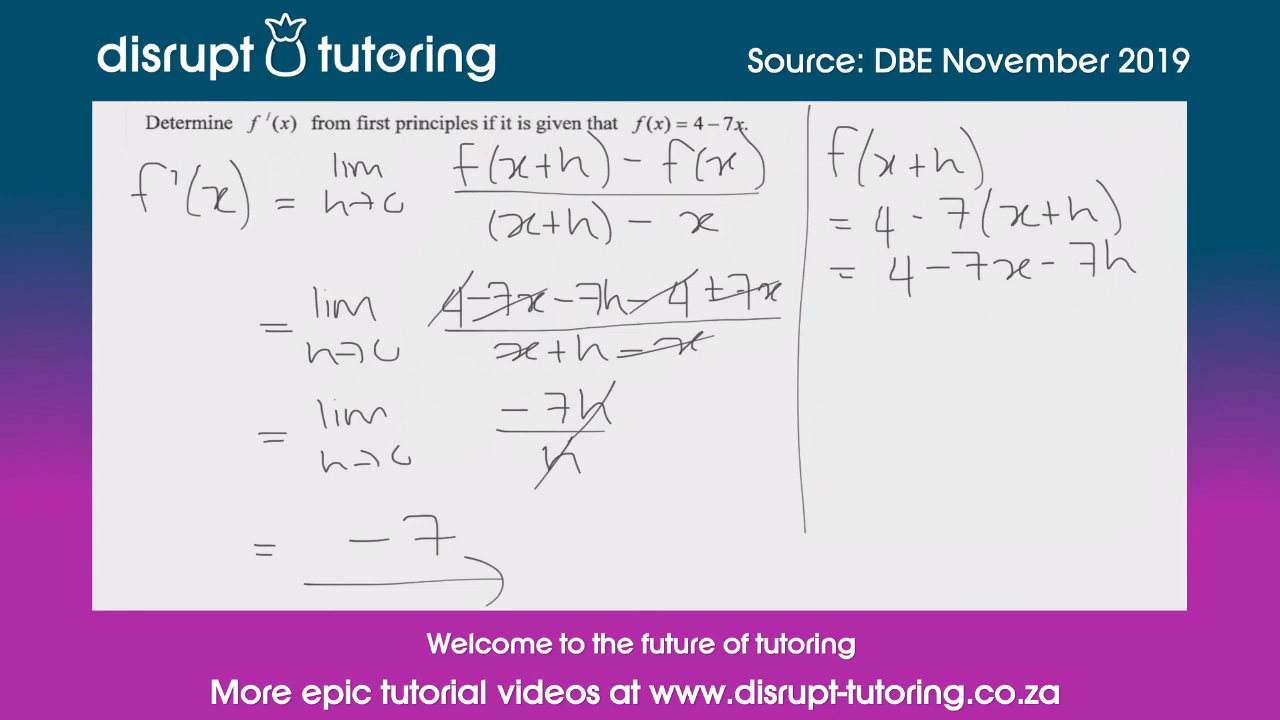 disrupt tutoring
Source: DBE November 2019
Determine f '(x) from first principles if it is given that f(x) = 4 – 7x.
f'(x) = lim h→0 (f(x+h) - f(x)) / ((x+h) - x)
= lim h→0 (4-7x-7h-4+7x) / (x+h-x)
= lim h→0 -7h / h
= -7
f(x+h)
= 4 - 7(x+h)
= 4 - 7x - 7h
Welcome to the future of tutoring
More epic tutorial videos at www.disrupt-tutoring.co.za